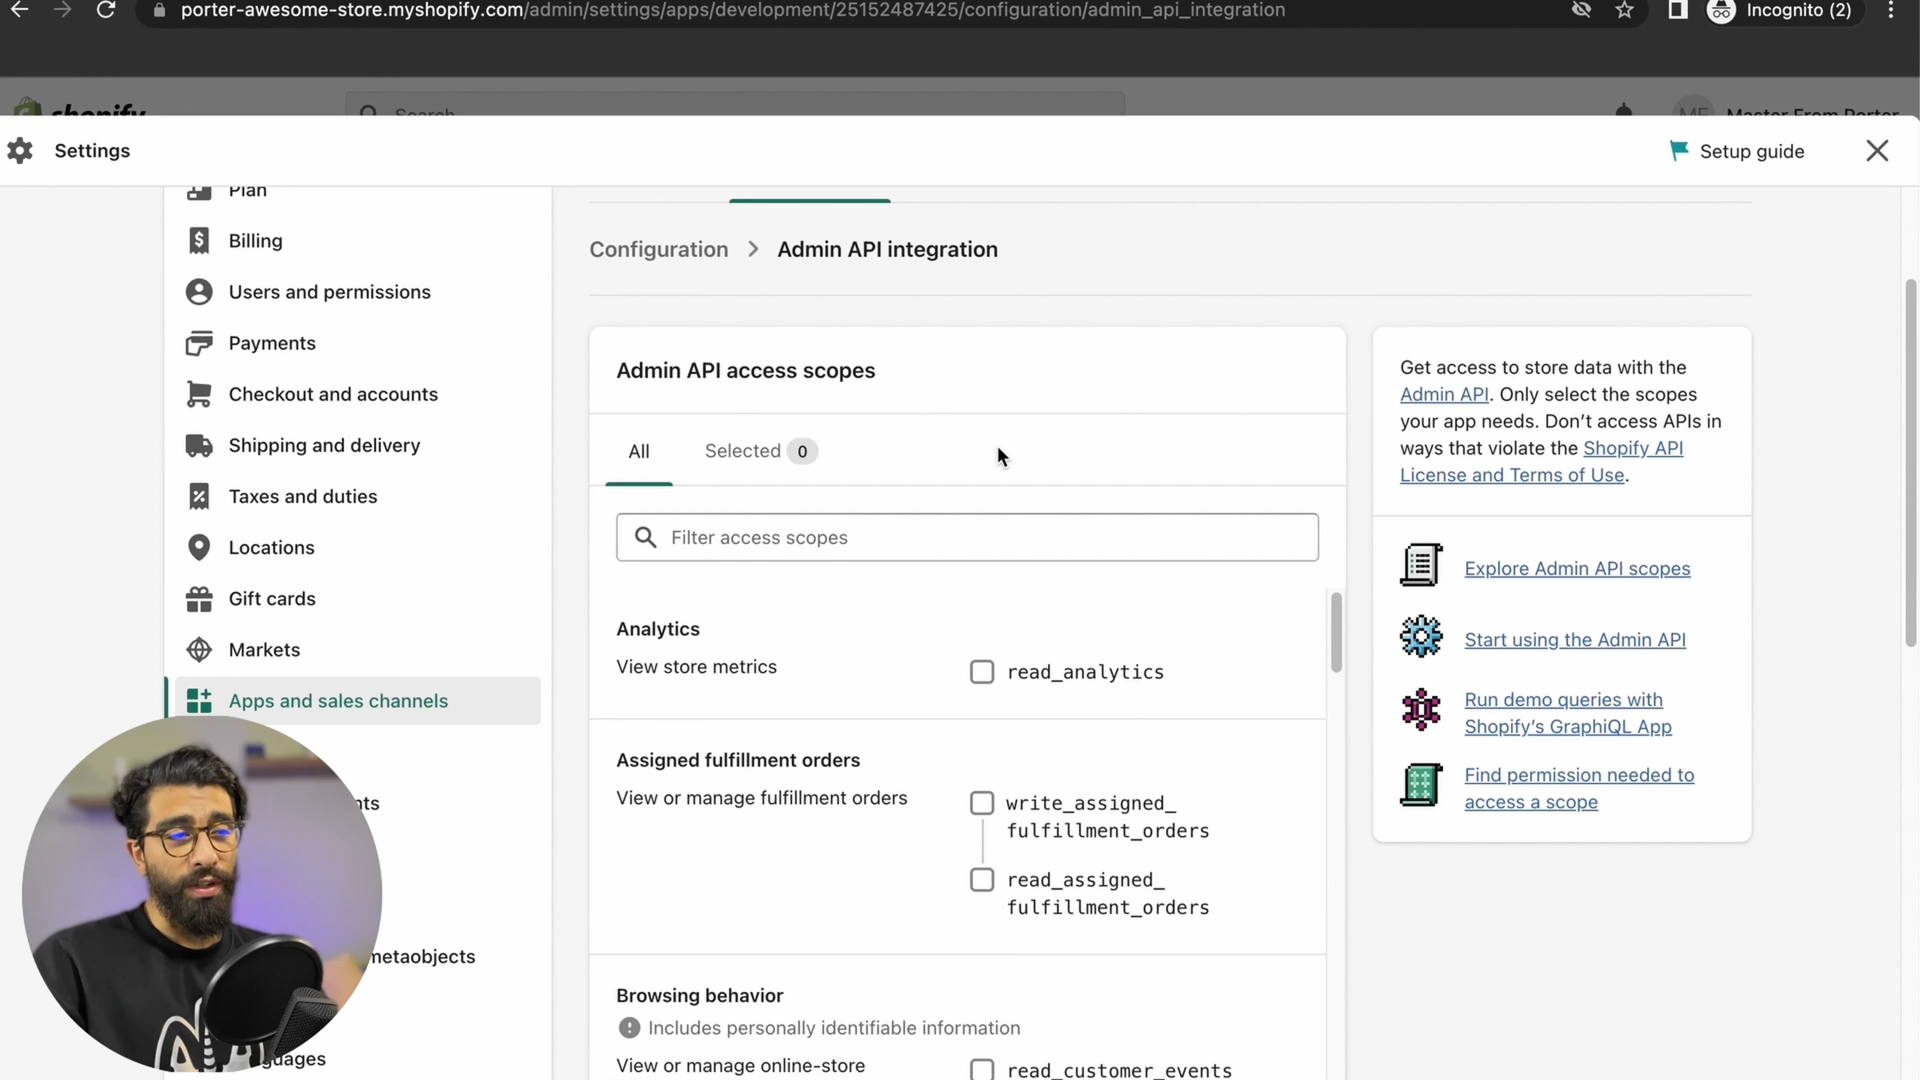 porter-awesome-store.myshopify.com/admin/settings/apps/development/25152487425/configuration/admin_api_integration
Incognito (2)
shopify
Search
MF
Master From Porter
Settings
Setup guide
Plan
Billing
Users and permissions
Payments
Checkout and accounts
Shipping and delivery
Taxes and duties
Locations
Gift cards
Markets
Apps and sales channels
Configuration > Admin API integration
Admin API access scopes
All
Selected 0
Filter access scopes
Analytics
View store metrics
read_analytics
Assigned fulfillment orders
View or manage fulfillment orders
write_assigned_
fulfillment_orders
read_assigned_
fulfillment_orders
Browsing behavior
Includes personally identifiable information
View or manage online-store
read_customer_events
Get access to store data with the
Admin API. Only select the scopes
your app needs. Don’t access APIs in
ways that violate the Shopify API
License and Terms of Use.
Explore Admin API scopes
Start using the Admin API
Run demo queries with
Shopify’s GraphiQL App
Find permission needed to
access a scope